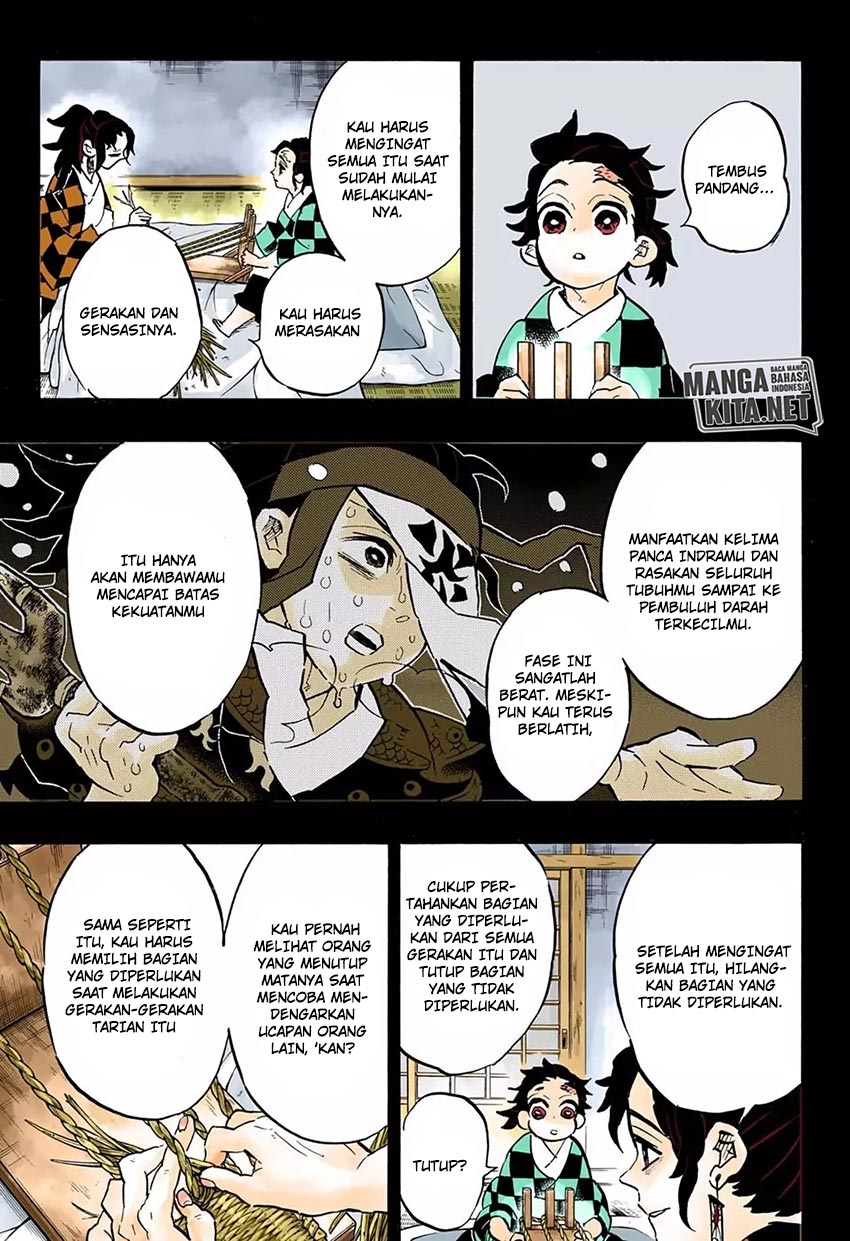 TEMBUS
PANDANG...
KAU HARUS
MENGINGAT
SEMUA ITU SAAT
SUDAH MULAI
MELAKUKAN-
NYA.
KAU HARUS
MERASAKAN
GERAKAN DAN
SENSASINYA.
MANGA
BACA MANGA
BAHASA
INDONESIA
KITA.NET
MANFAATKAN KELIMA
PANCA INDRAMU DAN
RASAKAN SELURUH
TUBUHMU SAMPAI KE
PEMBULUH DARAH
TERKECILMU.
FASE INI
SANGATLAH
BERAT. MESKI-
PUN KAU TERUS
BERLATIH,
ITU HANYA
AKAN MEMBAWAMU
MENCAPAI BATAS
KEKUATANMU
SETELAH MENGINGAT
SEMUA ITU, HILANG-
KAN BAGIAN YANG
TIDAK DIPERLUKAN.
CUKUP PER-
TAHANKAN BAGIAN
YANG DIPERLU-
KAN DARI SEMUA
GERAKAN ITU DAN
TUTUP BAGIAN
YANG TIDAK
DIPERLUKAN.
TUTUP?
KAU PERNAH
MELIHAT ORANG
YANG MENUTUP
MATANYA SAAT
MENCOBA MEN-
DENGARKAN
UCAPAN ORANG
LAIN, 'KAN?
SAMA SEPERTI
ITU, KAU HARUS
MEMILIH BAGIAN
YANG DIPERLUKAN
SAAT MELAKUKAN
GERAKAN-GERAKAN
TARIAN ITU